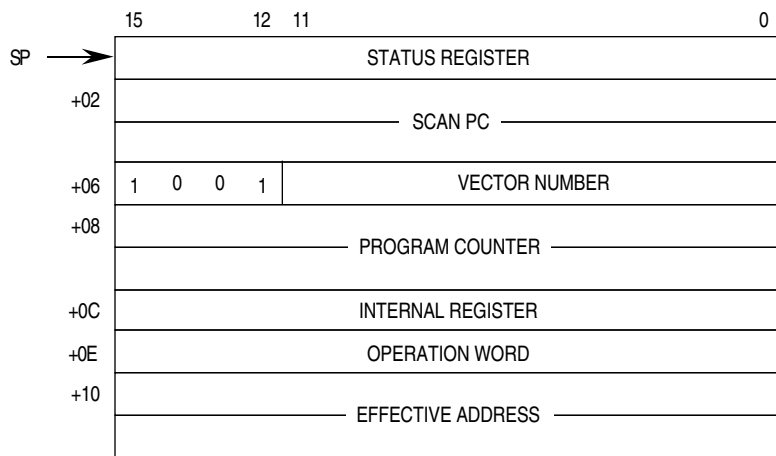 15 12 11 0
SP STATUS REGISTER
+02
SCAN PC
+06 1 0 0 1 VECTOR NUMBER
+08
PROGRAM COUNTER
+0C INTERNAL REGISTER
+0E OPERATION WORD
+10
EFFECTIVE ADDRESS